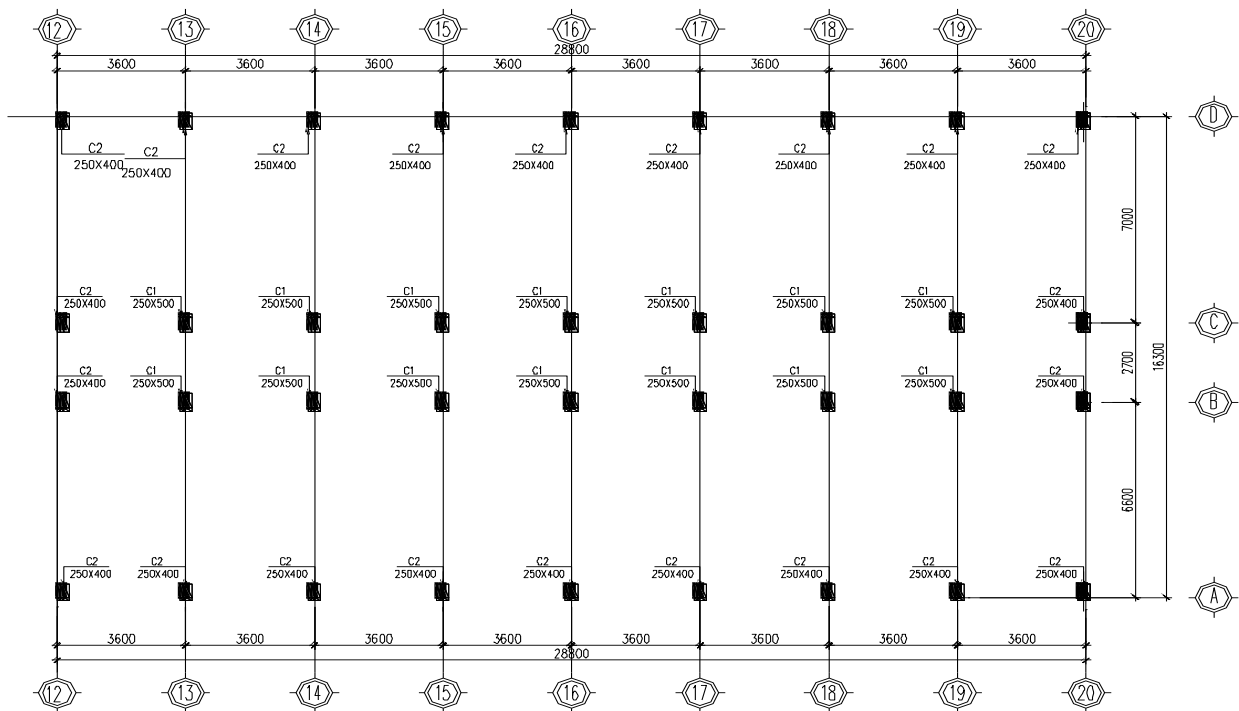 12 13 14 15 16 17 18 19 20
28800
3600 3600 3600 3600 3600 3600 3600 3600
D
C2 C2 C2 C2 C2 C2 C2 C2 C2
250X400 250X400 250X400 250X400 250X400 250X400 250X400 250X400 250X400
7000
C2 C1 C1 C1 C1 C1 C1 C1 C2
250X400 250X500 250X500 250X500 250X500 250X500 250X500 250X500 250X400
C
2700
16300
C2 C1 C1 C1 C1 C1 C1 C1 C2
250X400 250X500 250X500 250X500 250X500 250X500 250X500 250X500 250X400
B
6600
C2 C2 C2 C2 C2 C2 C2 C2 C2
250X400 250X400 250X400 250X400 250X400 250X400 250X400 250X400 250X400
A
3600 3600 3600 3600 3600 3600 3600 3600
28800
12 13 14 15 16 17 18 19 20